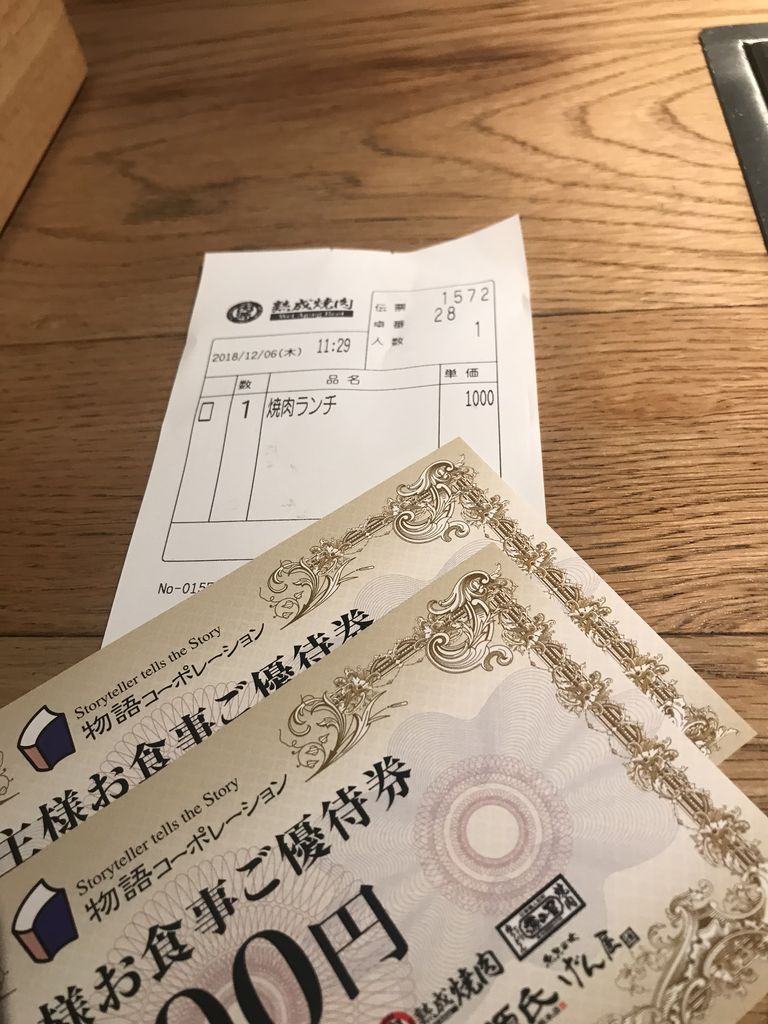 熟成焼肉
Wet Aging Beef
伝票 1572
卓番 28
人数 1
2018/12/06(木) 11:29
数 品名 単価
1 焼肉ランチ 1000
No-015
Storyteller tells the Story
物語コーポレーション
主様お食事ご優待券
Storyteller tells the Story
物語コーポレーション
様お食事ご優待券
00円
熟成焼肉
源氏
げん屋